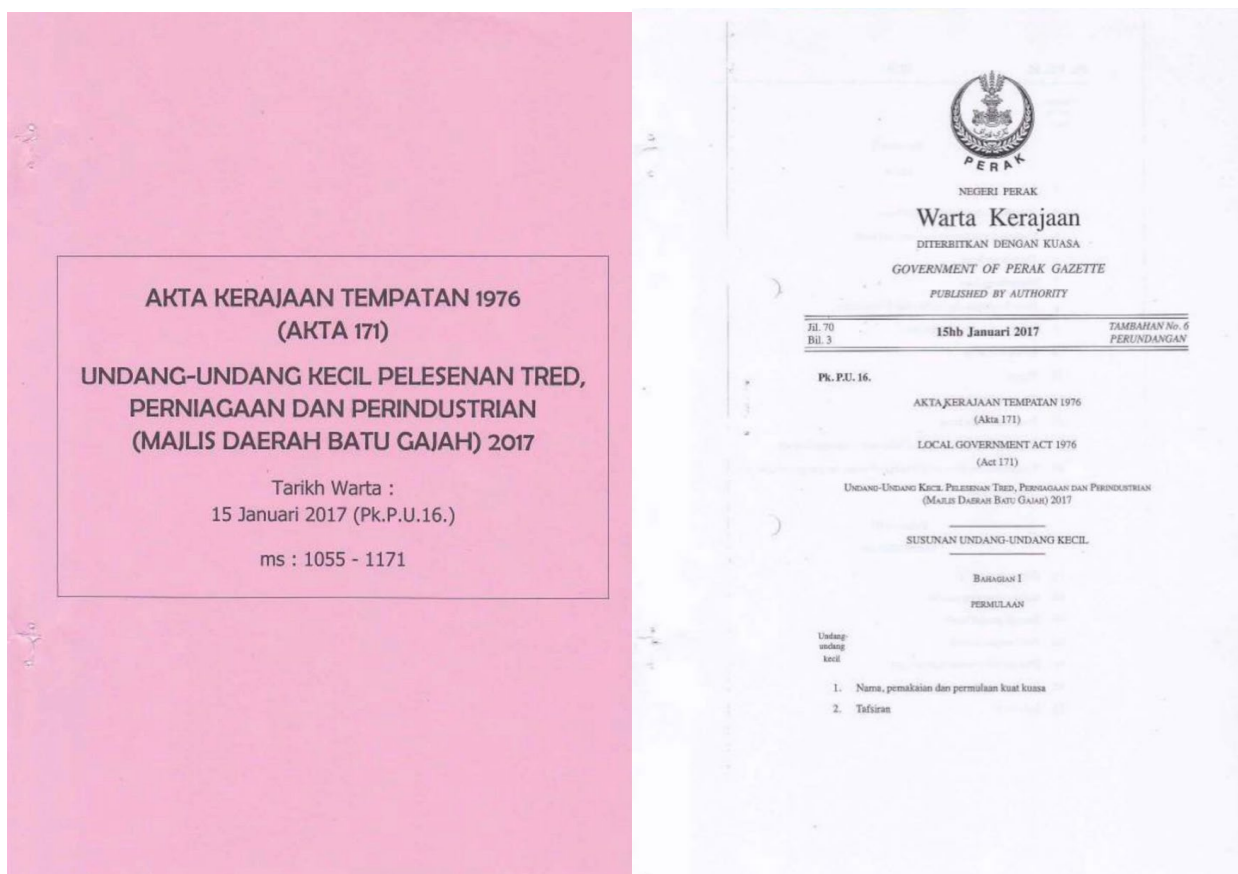 AKTA KERAJAAN TEMPATAN 1976
(AKTA 171)
UNDANG-UNDANG KECIL PELESENAN TRED,
PERNIAGAAN DAN PERINDUSTRIAN
(MAJLIS DAERAH BATU GAJAH) 2017
Tarikh Warta :
15 Januari 2017 (Pk.P.U.16.)
ms : 1055 - 1171
PERAK
NEGERI PERAK
Warta Kerajaan
DITERBITKAN DENGAN KUASA
GOVERNMENT OF PERAK GAZETTE
PUBLISHED BY AUTHORITY
Jil. 70
Bil. 3
15hb Januari 2017
TAMBAHAN No. 6
PERUNDANGAN
Pk. P.U. 16.
AKTA KERAJAAN TEMPATAN 1976
(Akta 171)
LOCAL GOVERNMENT ACT 1976
(Act 171)
UNDANG-UNDANG KECIL PELESENAN TRED, PERNIAGAAN DAN PERINDUSTRIAN
(MAJLIS DAERAH BATU GAJAH) 2017
SUSUNAN UNDANG-UNDANG KECIL
BAHAGIAN I
PERMULAAN
Undang-
undang
kecil
1. Nama, pemakaian dan permulaan kuat kuasa
2. Tafsiran